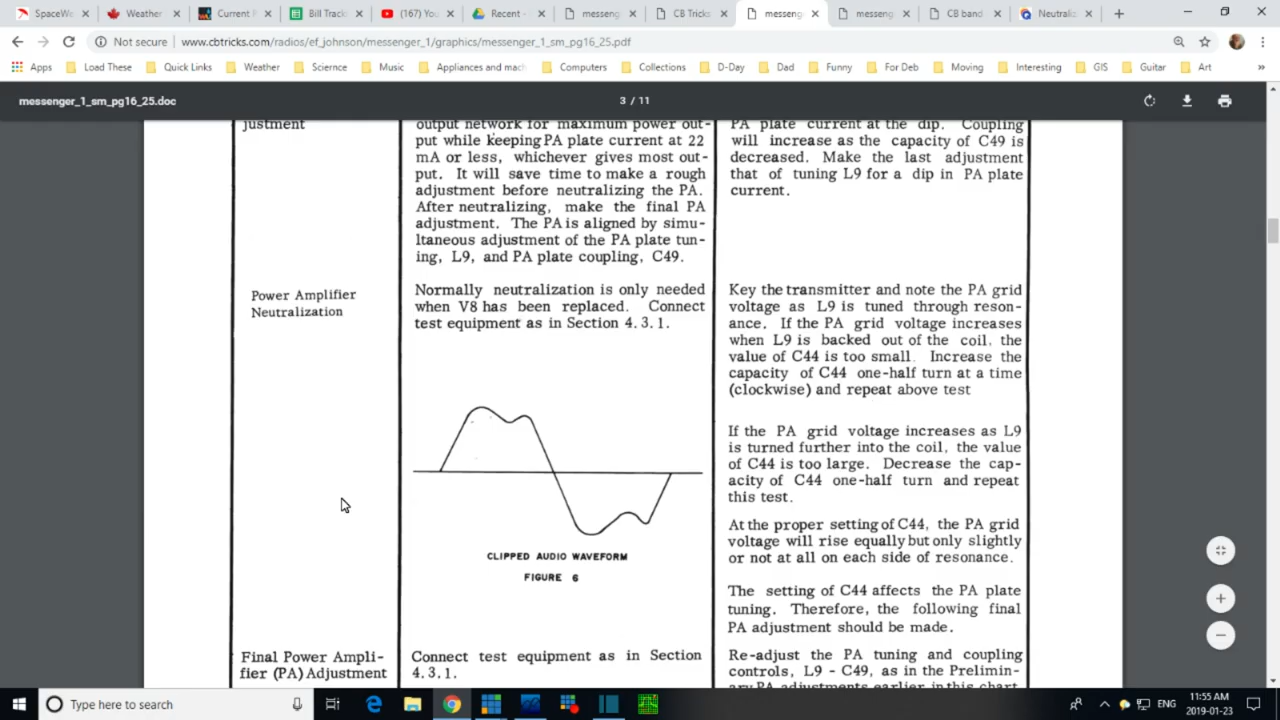 SpaceWe
Weather
Current P
Bill Track
(167) You
Recent -
messeng
CB Tricks
messeng
messeng
CB band
Neutraliz
Not secure | www.cbtricks.com/radios/ef_johnson/messenger_1/graphics/messenger_1_sm_pg16_25.pdf
Apps
Load These
Quick Links
Weather
Science
Music
Appliances and mac
Computers
Collections
D-Day
Dad
Funny
For Deb
Moving
Interesting
GIS
Guitar
Art
»
messenger_1_sm_pg16_25.doc
3 / 11
justment
output network for maximum power out-
put while keeping PA plate current at 22
mA or less, whichever gives most out-
put. It will save time to make a rough
adjustment before neutralizing the PA.
After neutralizing, make the final PA
adjustment. The PA is aligned by simu-
ltaneous adjustment of the PA plate tun-
ing, L9, and PA plate coupling, C49.
PA plate current at the dip. Coupling
will increase as the capacity of C49 is
decreased. Make the last adjustment
that of tuning L9 for a dip in PA plate
current.
Power Amplifier
Neutralization
Normally neutralization is only needed
when V8 has been replaced. Connect
test equipment as in Section 4.3.1.
CLIPPED AUDIO WAVEFORM
FIGURE 6
Key the transmitter and note the PA grid
voltage as L9 is tuned through reson-
ance. If the PA grid voltage increases
when L9 is backed out of the coil, the
value of C44 is too small. Increase the
capacity of C44 one-half turn at a time
(clockwise) and repeat above test
If the PA grid voltage increases as L9
is turned further into the coil, the value
of C44 is too large. Decrease the cap-
acity of C44 one-half turn and repeat
this test.
At the proper setting of C44, the PA grid
voltage will rise equally but only slightly
or not at all on each side of resonance.
The setting of C44 affects the PA plate
tuning. Therefore, the following final
PA adjustment should be made.
Final Power Ampli-
fier (PA) Adjustment
Connect test equipment as in Section
4.3.1.
Re-adjust the PA tuning and coupling
controls, L9 - C49, as in the Prelimin-
ary PA adjustments earlier in this chart
Type here to search
ENG
11:55 AM
2019-01-23